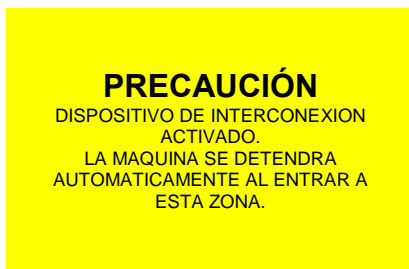 PRECAUCIÓN
DISPOSITIVO DE INTERCONEXION
ACTIVADO.
LA MAQUINA SE DETENDRA
AUTOMATICAMENTE AL ENTRAR A
ESTA ZONA.